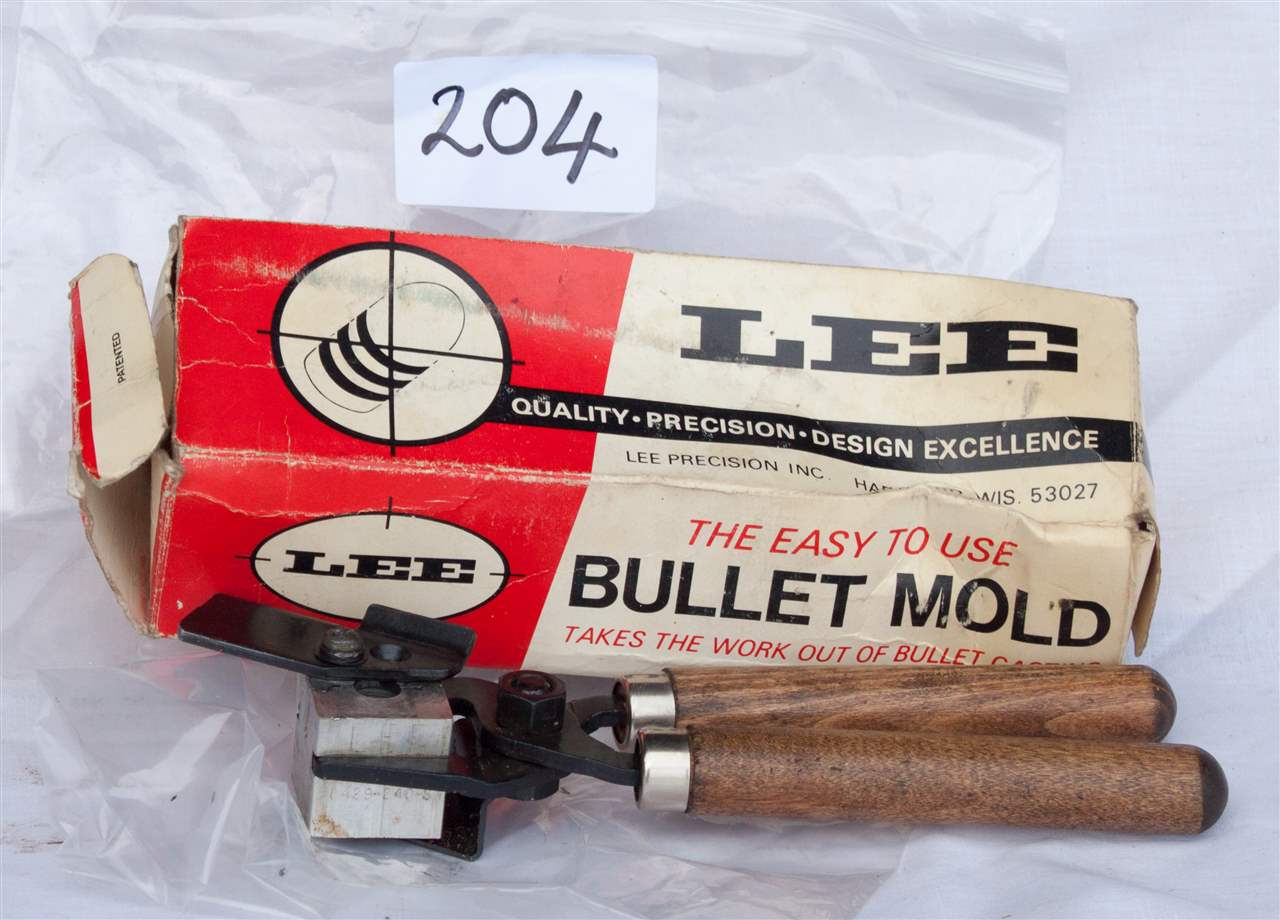 204
PATENTED
LEE
QUALITY • PRECISION • DESIGN EXCELLENCE
LEE PRECISION INC. WIS. 53027
LEE
THE EASY TO USE
BULLET MOLD
TAKES THE WORK OUT OF BULLET